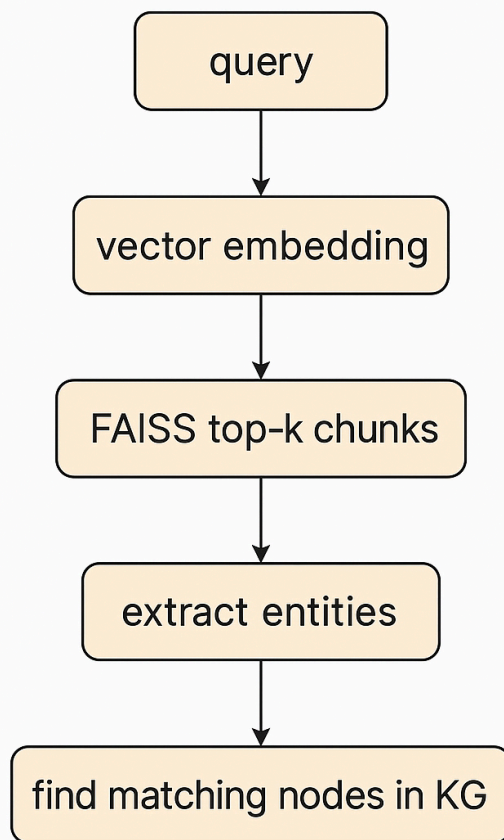 query
vector embedding
FAISS top-k chunks
extract entities
find matching nodes in KG